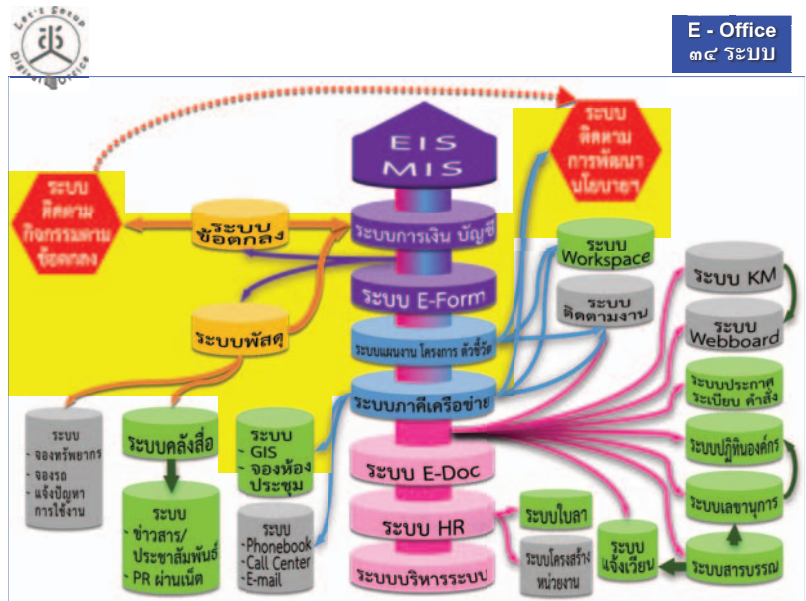 Let's Setup
Digital Office
E - Office
๓๔ ระบบ
EIS
MIS
ระบบ
ติดตาม
การพัฒนา
นโยบายฯ
ระบบ
ติดตาม
กิจกรรมตาม
ข้อตกลง
ระบบ
ข้อตกลง
ระบบการเงิน บัญชี
ระบบ
Workspace
ระบบ KM
ระบบ E-Form
ระบบ
ติดตามงาน
ระบบพัสดุ
ระบบแผนงาน โครงการ ตัวชี้วัด
ระบบ
Webboard
ระบบภาคีเครือข่าย
ระบบประกาศ
ระเบียบ คำสั่ง
ระบบ
- จองทรัพยากร
- จองรถ
- แจ้งปัญหา
การใช้งาน
ระบบคลังสื่อ
ระบบ
- GIS
- จองห้อง
ประชุม
ระบบ E-Doc
ระบบปฏิทินองค์กร
ระบบ
- ข่าวสาร/
ประชาสัมพันธ์
- PR ผ่านเน็ต
ระบบ
-Phonebook
-Call Center
-E-mail
ระบบ HR
ระบบใบลา
ระบบเลขานุการ
ระบบบริหารระบบ
ระบบโครงสร้าง
หน่วยงาน
ระบบ
แจ้งเวียน
ระบบสารบรรณ